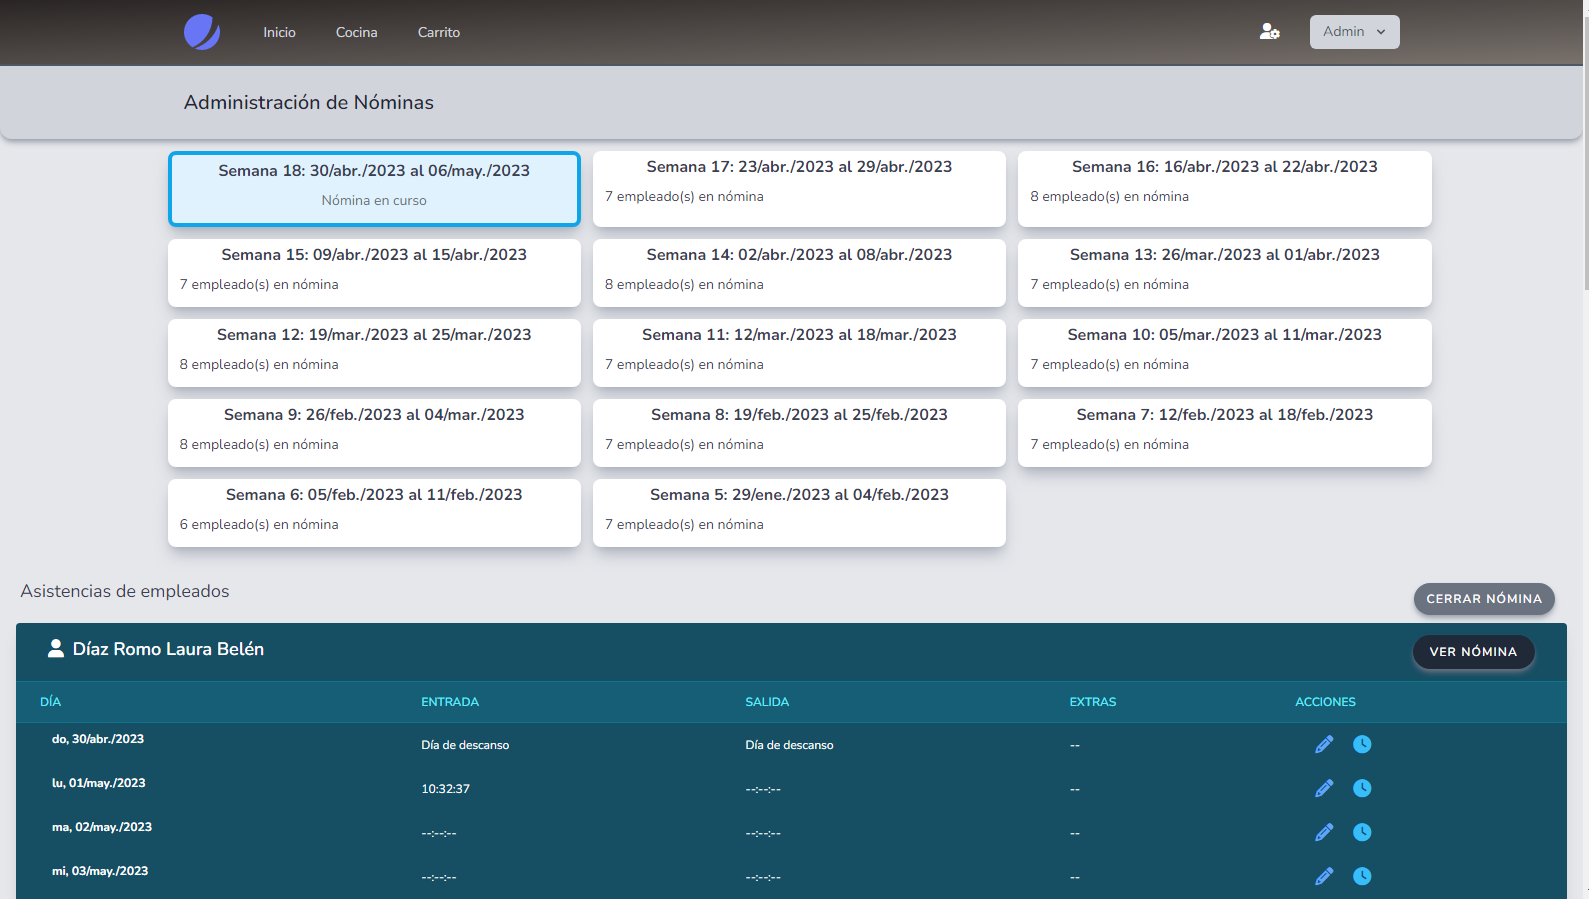 Inicio Cocina Carrito Admin
Administración de Nóminas
Semana 18: 30/abr./2023 al 06/may./2023
Nómina en curso
Semana 17: 23/abr./2023 al 29/abr./2023
7 empleado(s) en nómina
Semana 16: 16/abr./2023 al 22/abr./2023
8 empleado(s) en nómina
Semana 15: 09/abr./2023 al 15/abr./2023
7 empleado(s) en nómina
Semana 14: 02/abr./2023 al 08/abr./2023
8 empleado(s) en nómina
Semana 13: 26/mar./2023 al 01/abr./2023
7 empleado(s) en nómina
Semana 12: 19/mar./2023 al 25/mar./2023
8 empleado(s) en nómina
Semana 11: 12/mar./2023 al 18/mar./2023
7 empleado(s) en nómina
Semana 10: 05/mar./2023 al 11/mar./2023
7 empleado(s) en nómina
Semana 9: 26/feb./2023 al 04/mar./2023
8 empleado(s) en nómina
Semana 8: 19/feb./2023 al 25/feb./2023
7 empleado(s) en nómina
Semana 7: 12/feb./2023 al 18/feb./2023
7 empleado(s) en nómina
Semana 6: 05/feb./2023 al 11/feb./2023
6 empleado(s) en nómina
Semana 5: 29/ene./2023 al 04/feb./2023
7 empleado(s) en nómina
Asistencias de empleados
CERRAR NÓMINA
Díaz Romo Laura Belén
VER NÓMINA
DÍA ENTRADA SALIDA EXTRAS ACCIONES
do, 30/abr./2023 Día de descanso Día de descanso --
lu, 01/may./2023 10:32:37 --:--:-- --
ma, 02/may./2023 --:--:-- --:--:-- --
mi, 03/may./2023 --:--:-- --:--:-- --